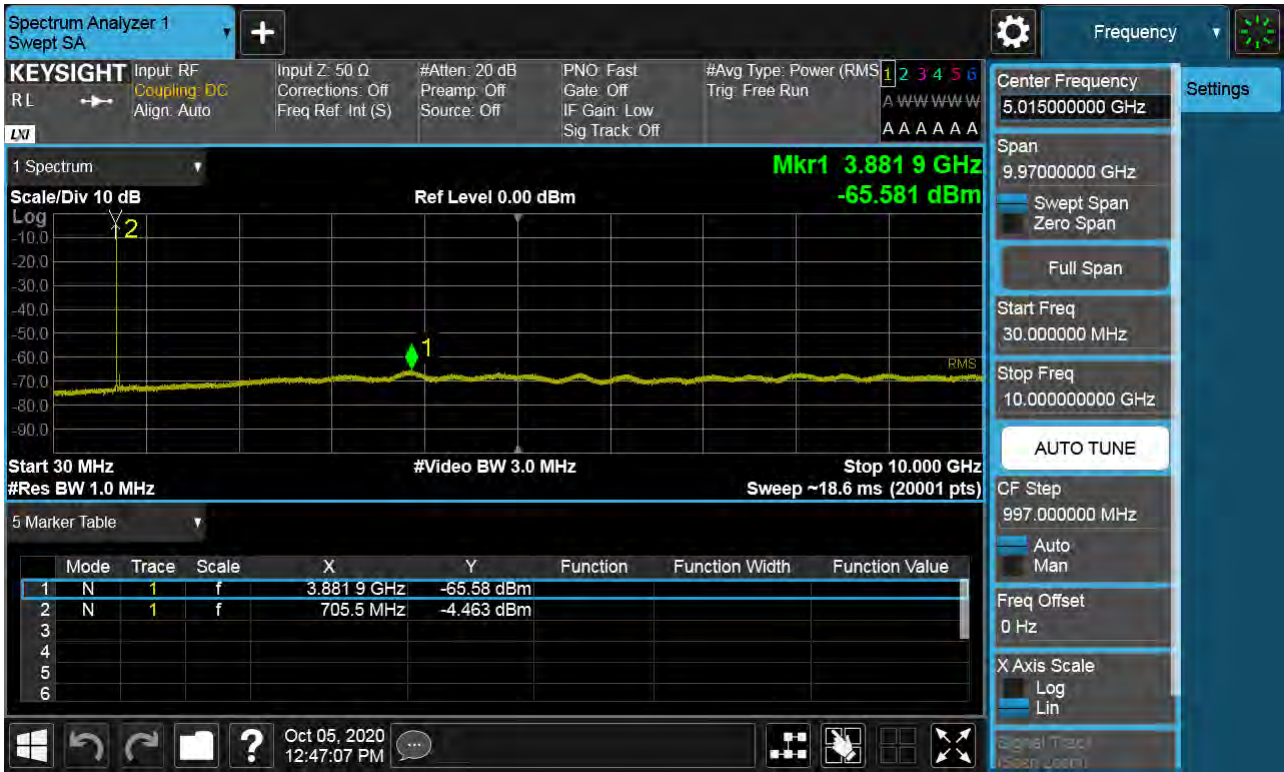 Spectrum Analyzer 1
Swept SA
+
Frequency
KEYSIGHT
RL
LXI
Input: RF
Coupling: DC
Align: Auto
Input Z: 50 Ω
Corrections: Off
Freq Ref: Int (S)
#Atten: 20 dB
Preamp: Off
Source: Off
PNO: Fast
Gate: Off
IF Gain: Low
Sig Track: Off
#Avg Type: Power (RMS
Trig: Free Run
1 2 3 4 5 6
A W W W W W
A A A A A A
1 Spectrum
Mkr1 3.881 9 GHz
Scale/Div 10 dB
Ref Level 0.00 dBm
-65.581 dBm
Log
-10.0
-20.0
-30.0
-40.0
-50.0
-60.0
-70.0
-80.0
-90.0
2
1
RMS
Start 30 MHz
#Video BW 3.0 MHz
Stop 10.000 GHz
#Res BW 1.0 MHz
Sweep ~18.6 ms (20001 pts)
5 Marker Table
Mode Trace Scale X Y Function Function Width Function Value
1 N 1 f 3.881 9 GHz -65.58 dBm
2 N 1 f 705.5 MHz -4.463 dBm
3
4
5
6
Oct 05, 2020
12:47:07 PM
Center Frequency
5.015000000 GHz
Settings
Span
9.97000000 GHz
Swept Span
Zero Span
Full Span
Start Freq
30.000000 MHz
Stop Freq
10.000000000 GHz
AUTO TUNE
CF Step
997.000000 MHz
Auto
Man
Freq Offset
0 Hz
X Axis Scale
Log
Lin
Signal Track
(Span Zoom)